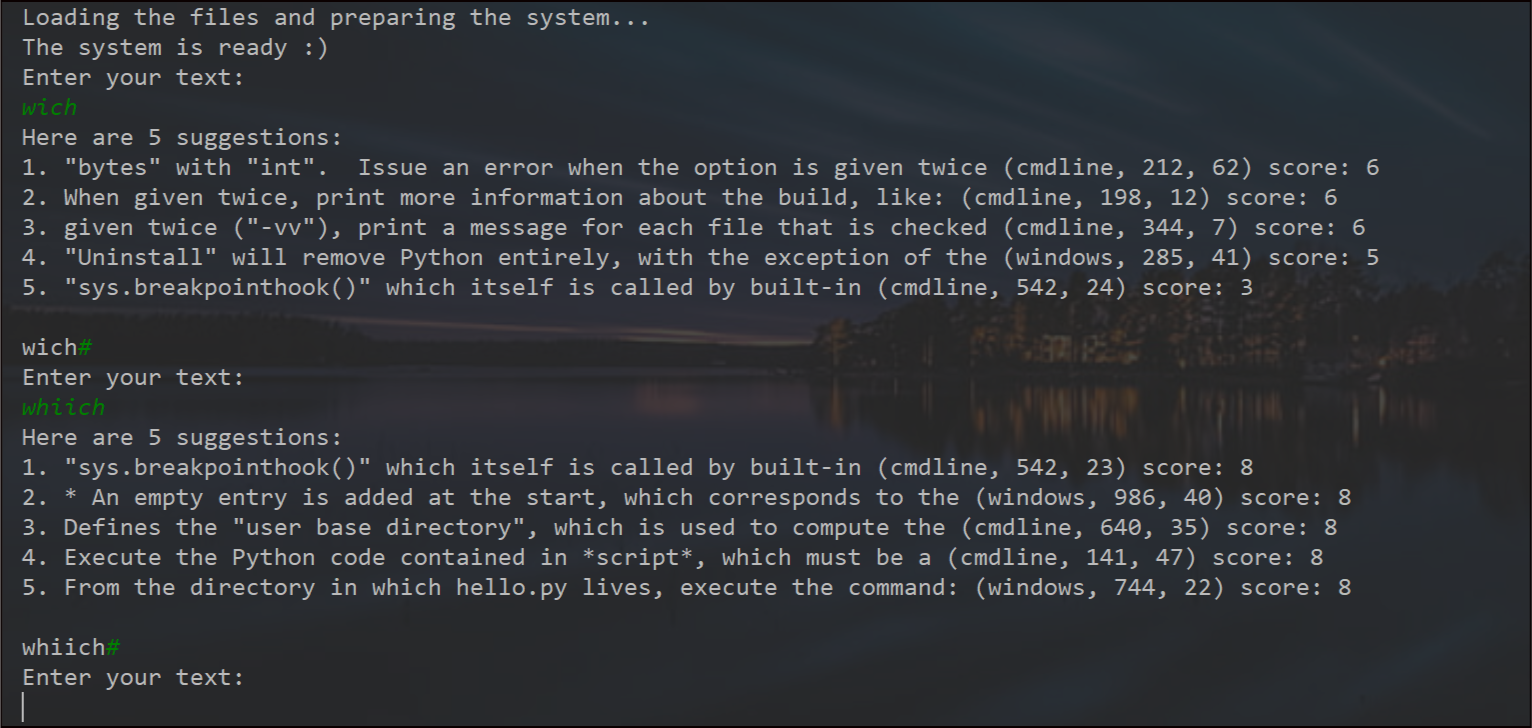 Loading the files and preparing the system...
The system is ready :)
Enter your text:
wich
Here are 5 suggestions:
1. "bytes" with "int".  Issue an error when the option is given twice (cmdline, 212, 62) score: 6
2. When given twice, print more information about the build, like: (cmdline, 198, 12) score: 6
3. given twice ("-vv"), print a message for each file that is checked (cmdline, 344, 7) score: 6
4. "Uninstall" will remove Python entirely, with the exception of the (windows, 285, 41) score: 5
5. "sys.breakpointhook()" which itself is called by built-in (cmdline, 542, 24) score: 3
wich#
Enter your text:
whiich
Here are 5 suggestions:
1. "sys.breakpointhook()" which itself is called by built-in (cmdline, 542, 23) score: 8
2. * An empty entry is added at the start, which corresponds to the (windows, 986, 40) score: 8
3. Defines the "user base directory", which is used to compute the (cmdline, 640, 35) score: 8
4. Execute the Python code contained in *script*, which must be a (cmdline, 141, 47) score: 8
5. From the directory in which hello.py lives, execute the command: (windows, 744, 22) score: 8
whiich#
Enter your text: